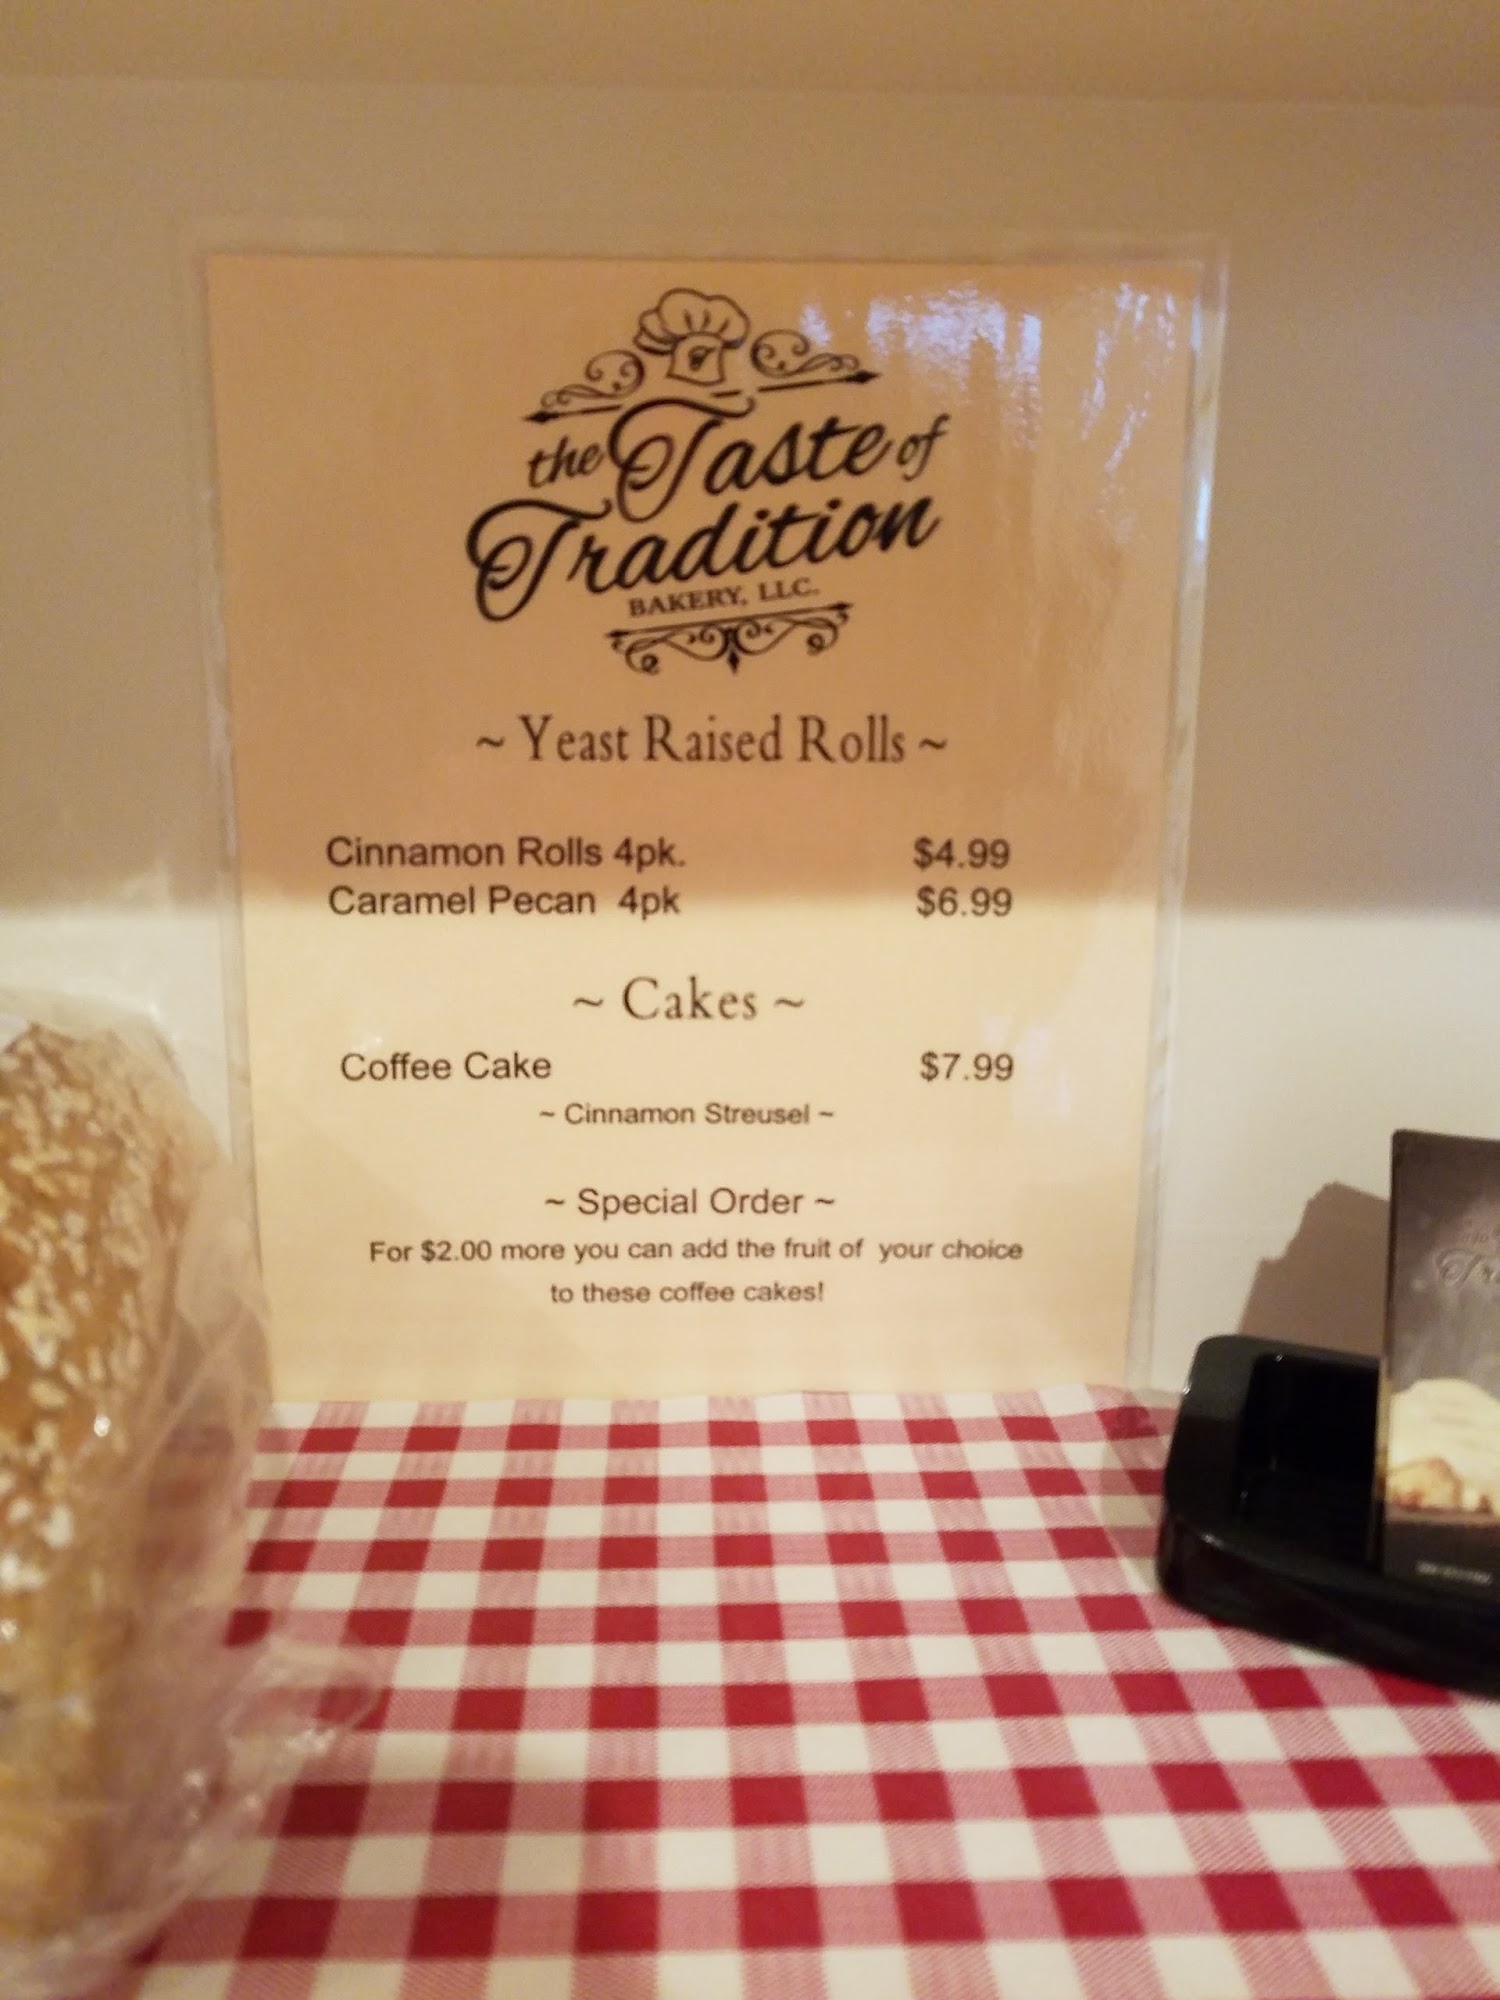 the Taste of
Tradition
BAKERY, LLC.
~ Yeast Raised Rolls ~
Cinnamon Rolls 4pk. $4.99
Caramel Pecan 4pk $6.99
~ Cakes ~
Coffee Cake $7.99
~ Cinnamon Streusel ~
~ Special Order ~
For $2.00 more you can add the fruit of your choice
to these coffee cakes!